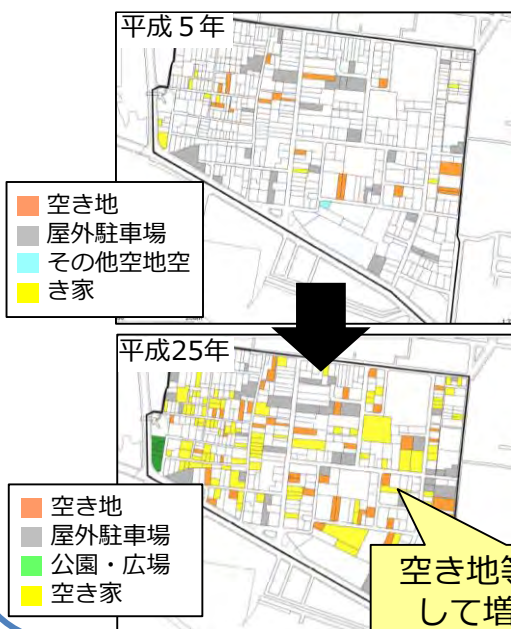 平成５年
空き地
屋外駐車場
その他空地空
き家
平成25年
空き地
屋外駐車場
公園・広場
空き家
空き地等
して増